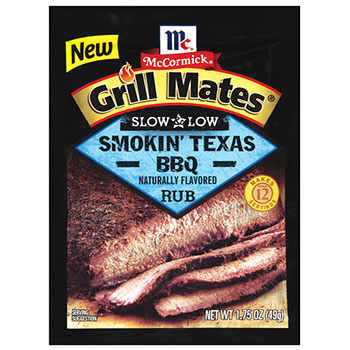 New
Mc
McCormick®
Grill Mates®
SLOW LOW
SMOKIN' TEXAS
BBQ
NATURALLY FLAVORED
RUB
MAKES
12
SERVINGS
SERVING
SUGGESTION
NET WT 1.75 OZ (49g)